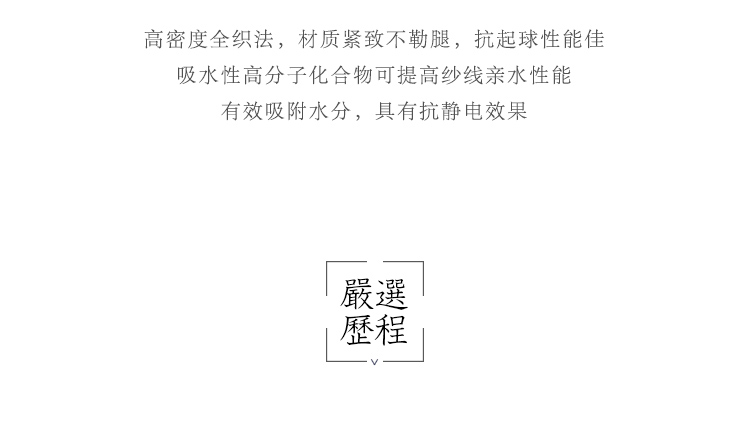 高密度全织法，材质紧致不勒腿，抗起球性能佳
吸水性高分子化合物可提高纱线亲水性能
有效吸附水分，具有抗静电效果
嚴選
歷程